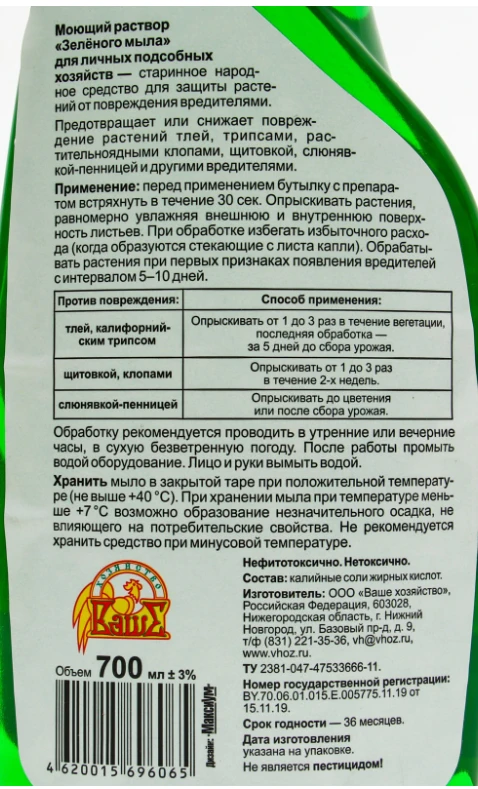 Моющий раствор
«Зелёного мыла»
для личных подсобных
хозяйств — старинное народ-
ное средство для защиты расте-
ний от повреждения вредителями.
Предотвращает или снижает повреж-
дение растений тлей, трипсами, рас-
тительноядными клопами, щитовкой, слюняв-
кой-пенницей и другими вредителями.
Применение: перед применением бутылку с препара-
том встряхнуть в течение 30 сек. Опрыскивать растения,
равномерно увлажняя внешнюю и внутреннюю поверх-
ность листьев. При обработке избегать избыточного расхо-
да (когда образуются стекающие с листа капли). Обрабаты-
вать растения при первых признаках появления вредителей
с интервалом 5–10 дней.
Против повреждения: Способ применения:
тлей, калифорний-
ским трипсом
Опрыскивать от 1 до 3 раз в течение вегетации,
последняя обработка —
за 5 дней до сбора урожая.
щитовкой, клопами
Опрыскивать от 1 до 3 раз
в течение 2-х недель.
слюнявкой-пенницей
Опрыскивать до цветения
или после сбора урожая.
Обработку рекомендуется проводить в утренние или вечерние
часы, в сухую безветренную погоду. После работы промыть
водой оборудование. Лицо и руки вымыть водой.
Хранить мыло в закрытой таре при положительной температу-
ре (не выше +40 °С). При хранении мыла при температуре мень-
ше +7 °С возможно образование незначительного осадка, не
влияющего на потребительские свойства. Не рекомендуется
хранить средство при минусовой температуре.
хозяйство
ВАШЕ
Объем 700 мл ± 3%
4 620015 696065
Дизайн: Максиум
Нефитотоксично. Нетоксично.
Состав: калийные соли жирных кислот.
Изготовитель: ООО «Ваше хозяйство»,
Российская Федерация, 603028,
Нижегородская область, г. Нижний
Новгород, ул. Базовый пр-д, д. 9,
т/ф (831) 221-35-36, vh@vhoz.ru,
www.vhoz.ru.
ТУ 2381-047-47533666-11.
Номер государственной регистрации:
BY.70.06.01.015.Е.005775.11.19 от
15.11.19.
Срок годности — 36 месяцев.
Дата изготовления
указана на упаковке.
Не является пестицидом!